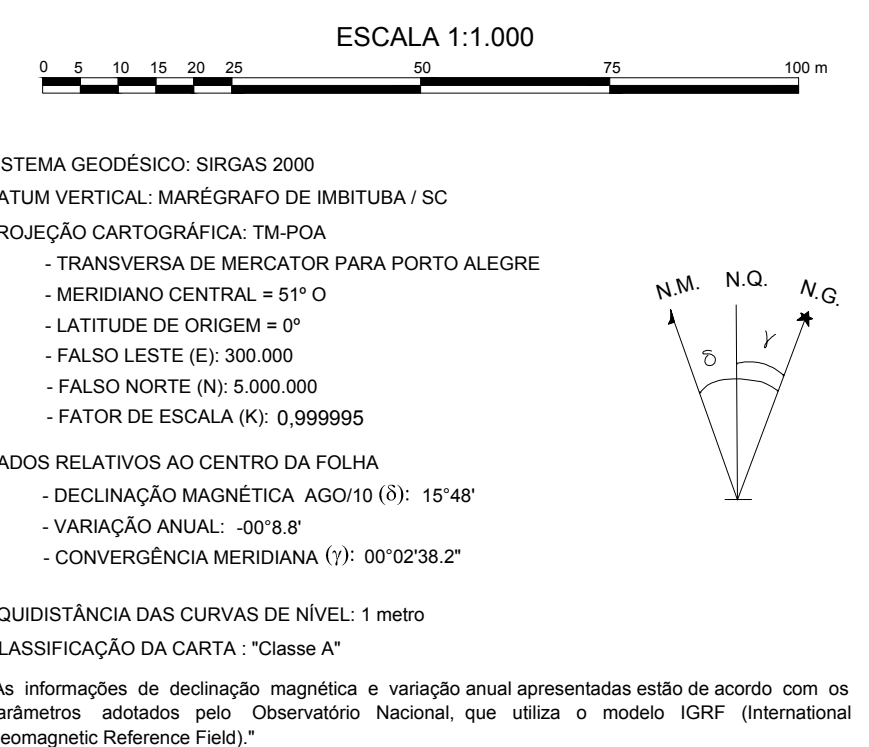 ESCALA 1:1.000
0 5 10 15 20 25 50 75 100 m
ISTEMA GEODÉSICO: SIRGAS 2000
ATUM VERTICAL: MARÉGRAFO DE IMBITUBA / SC
ROJEÇÃO CARTOGRÁFICA: TM-POA
- TRANSVERSA DE MERCATOR PARA PORTO ALEGRE
- MERIDIANO CENTRAL = 51º O
- LATITUDE DE ORIGEM = 0º
- FALSO LESTE (E): 300.000
- FALSO NORTE (N): 5.000.000
- FATOR DE ESCALA (K): 0,999995
N.M. N.Q. N.G.
δ γ
ADOS RELATIVOS AO CENTRO DA FOLHA
- DECLINAÇÃO MAGNÉTICA AGO/10 (δ): 15°48'
- VARIAÇÃO ANUAL: -00°8.8'
- CONVERGÊNCIA MERIDIANA (γ): 00°02'38.2"
QUIDISTÂNCIA DAS CURVAS DE NÍVEL: 1 metro
LASSIFICAÇÃO DA CARTA : "Classe A"
As informações de declinação magnética e variação anual apresentadas estão de acordo com os
arâmetros adotados pelo Observatório Nacional, que utiliza o modelo IGRF (International
eomagnetic Reference Field)."